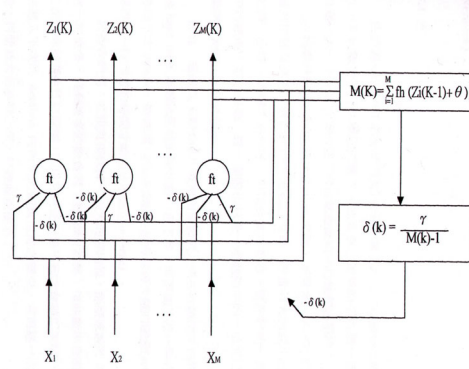 Z1(K) Z2(K) ... ZM(K)
M(K)=∑ fh (Zi(K-1)+θ)
M
i=1
...
ft ft ft
γ -δ(k) γ -δ(k) -δ(k) γ
-δ(k) -δ(k) -δ(k) -δ(k)
δ(k) = γ
M(k)-1
-δ(k)
...
X1 X2 XM